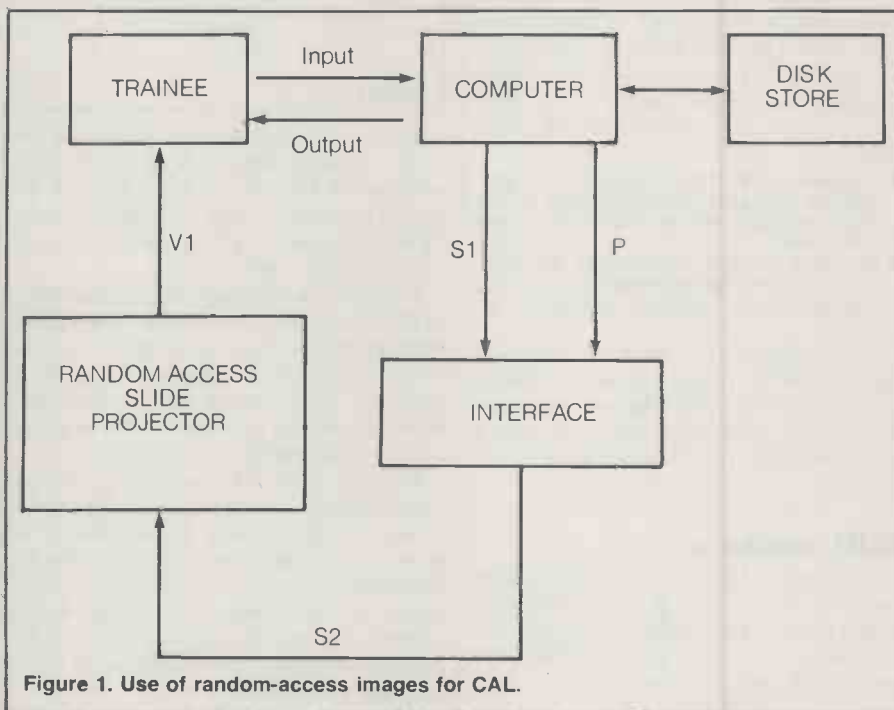 TRAINEE
Input
Output
COMPUTER
DISK
STORE
V1
S1
P
RANDOM ACCESS
SLIDE
PROJECTOR
INTERFACE
S2
Figure 1. Use of random-access images for CAL.